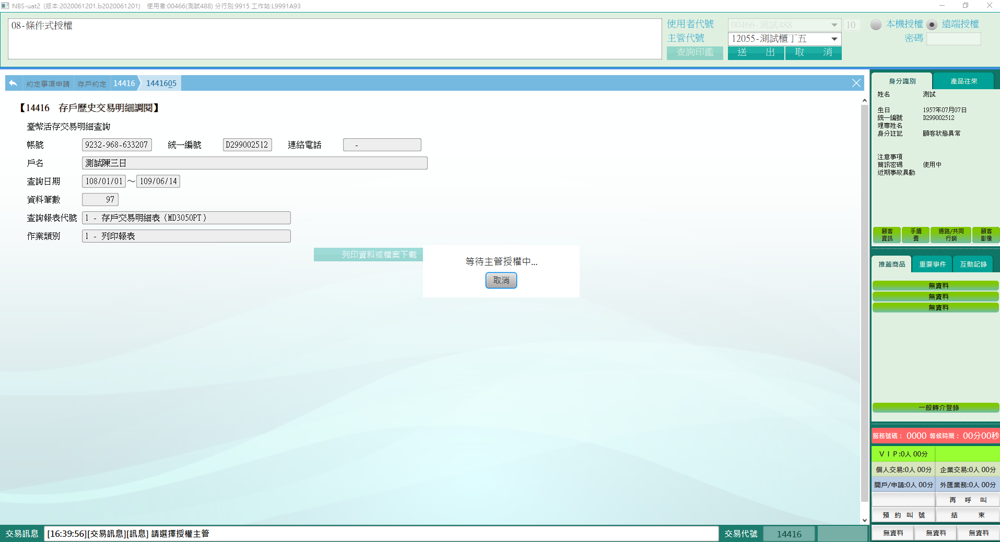 NBS-uat2 (版本:2020061201.b2020061201) 使用者:00466(測試488) 分行別:9915 工作站:L9991A93
08-條件式授權
使用者代號 00466-測試488 10 本機授權 遠端授權
主管代號 12055-測試櫃丁五 密碼
查詢印鑑 送 出 取 消
約定事項申請 存戶約定 14416 1441605
【14416 存戶歷史交易明細調閱】
臺幣活存交易明細查詢
帳號 9232-968-633207 統一編號 D299002512 連絡電話 -
戶名 測試陳三日
查詢日期 108/01/01 ～ 109/06/14
資料筆數 97
查詢報表代號 1 - 存戶交易明細表（MD3050PT）
作業類別 1 - 列印報表
列印資料或檔案下載
等待主管授權中...
取消
身分識別 產品往來
姓名 測試
生日 1957年07月07日
統一編號 D299002512
理專姓名
身分註記 顧客狀態異常
注意事項
簡訊密碼 使用中
近期事故異動
顧客資訊 手續費 通路/共同行銷 顧客影像
推薦商品 重要事件 互動記錄
無資料
無資料
無資料
一般轉介登錄
服務號碼： 0000 等候時間： 00分00秒
ＶＩＰ:0人 00分
個人交易:0人 00分 企業交易:0人 00分
開戶/申請:0人 00分 外匯業務:0人 00分
再 呼 叫
預 約 叫 號 結 束
無資料 無資料 無資料
交易訊息 [16:39:56][交易訊息][訊息] 請選擇授權主管 交易代號 14416